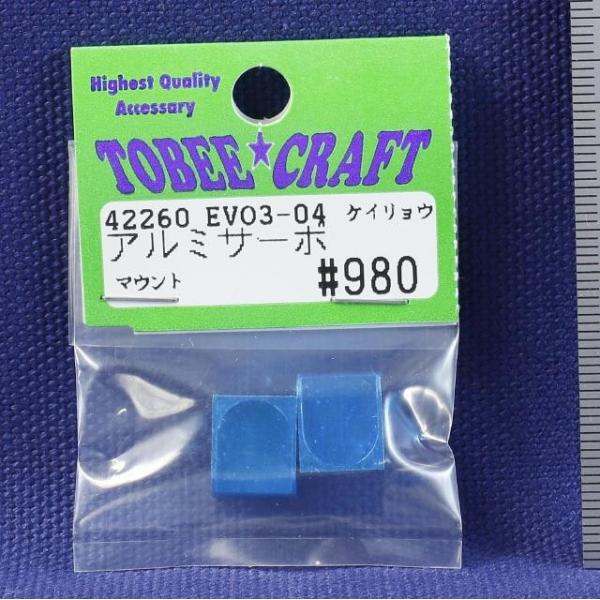 Highest Quality
Accessary
TOBEE★CRAFT
42260 EVO3-04 ケイリョウ
アルミサーボ
マウント #980